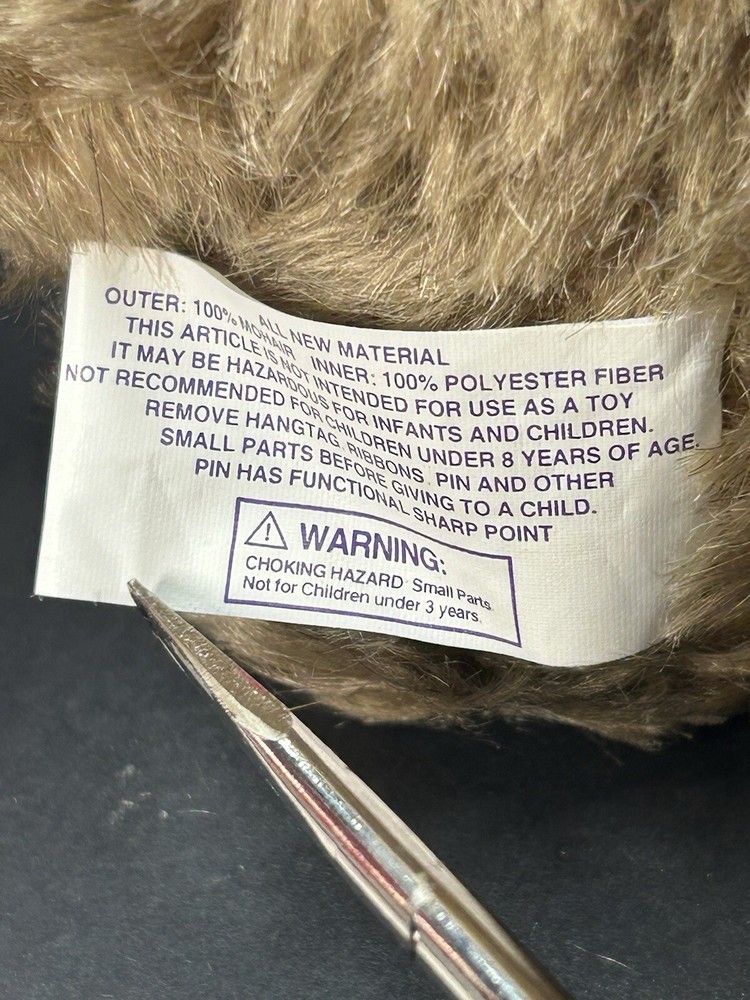 ALL NEW MATERIAL
OUTER: 100% MOHAIR INNER: 100% POLYESTER FIBER
THIS ARTICLE IS NOT INTENDED FOR USE AS A TOY
IT MAY BE HAZARDOUS FOR INFANTS AND CHILDREN.
NOT RECOMMENDED FOR CHILDREN UNDER 8 YEARS OF AGE.
REMOVE HANGTAG, RIBBONS, PIN AND OTHER
SMALL PARTS BEFORE GIVING TO A CHILD.
PIN HAS FUNCTIONAL SHARP POINT
WARNING:
CHOKING HAZARD Small Parts
Not for Children under 3 years.